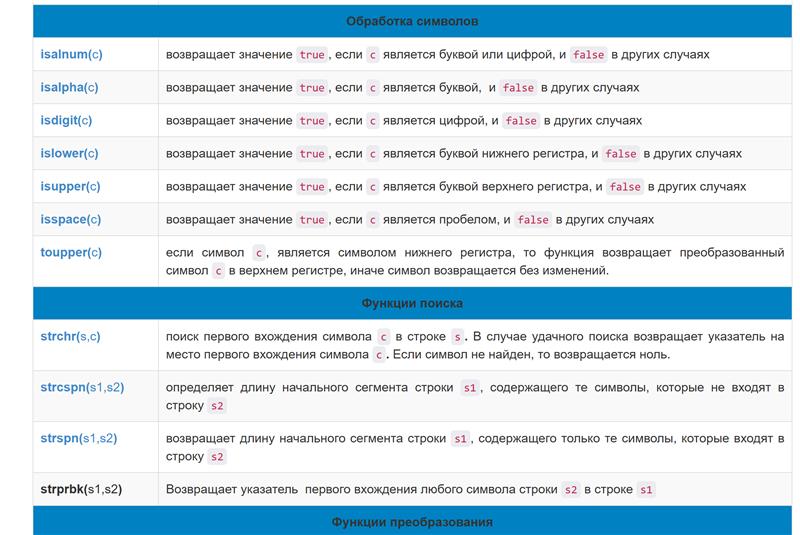 Обработка символов
isalnum(c) возвращает значение true, если c является буквой или цифрой, и false в других случаях
isalpha(c) возвращает значение true, если c является буквой, и false в других случаях
isdigit(c) возвращает значение true, если c является цифрой, и false в других случаях
islower(c) возвращает значение true, если c является буквой нижнего регистра, и false в других случаях
isupper(c) возвращает значение true, если c является буквой верхнего регистра, и false в других случаях
isspace(c) возвращает значение true, если c является пробелом, и false в других случаях
toupper(c) если символ c, является символом нижнего регистра, то функция возвращает преобразованный
символ c в верхнем регистре, иначе символ возвращается без изменений.
Функции поиска
strchr(s,c) поиск первого вхождения символа c в строке s. В случае удачного поиска возвращает указатель на
место первого вхождения символа c. Если символ не найден, то возвращается ноль.
strcspn(s1,s2) определяет длину начального сегмента строки s1, содержащего те символы, которые не входят в
строку s2
strspn(s1,s2) возвращает длину начального сегмента строки s1, содержащего только те символы, которые входят в
строку s2
strprbk(s1,s2) Возвращает указатель первого вхождения любого символа строки s2 в строке s1
Функции преобразования